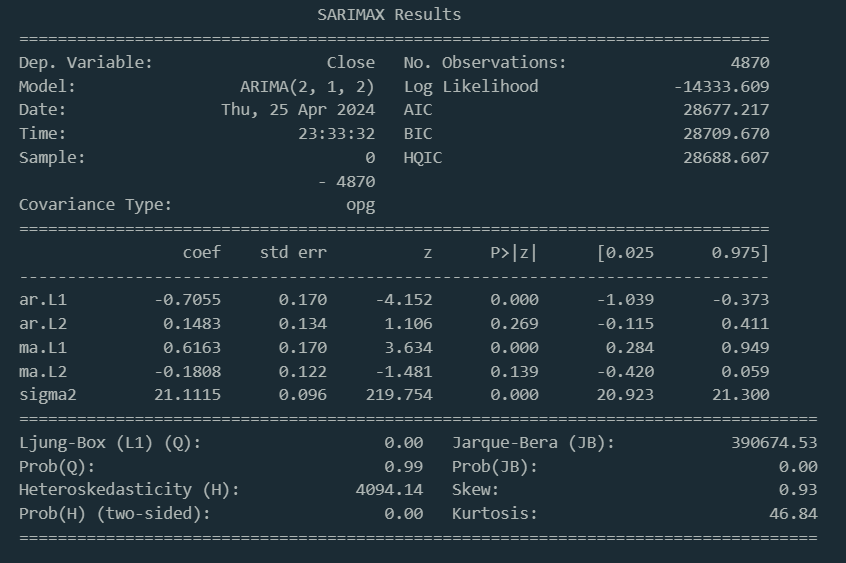 SARIMAX Results
==============================================================================
Dep. Variable:                  Close   No. Observations:                 4870
Model:                 ARIMA(2, 1, 2)   Log Likelihood              -14333.609
Date:                Thu, 25 Apr 2024   AIC                          28677.217
Time:                        23:33:32   BIC                          28709.670
Sample:                             0   HQIC                         28688.607
                               - 4870
Covariance Type:                  opg
==============================================================================
                 coef    std err          z      P>|z|      [0.025      0.975]
------------------------------------------------------------------------------
ar.L1         -0.7055      0.170     -4.152      0.000      -1.039      -0.373
ar.L2          0.1483      0.134      1.106      0.269      -0.115       0.411
ma.L1          0.6163      0.170      3.634      0.000       0.284       0.949
ma.L2         -0.1808      0.122     -1.481      0.139      -0.420       0.059
sigma2        21.1115      0.096    219.754      0.000      20.923      21.300
===================================================================================
Ljung-Box (L1) (Q):                   0.00   Jarque-Bera (JB):            390674.53
Prob(Q):                              0.99   Prob(JB):                         0.00
Heteroskedasticity (H):            4094.14   Skew:                             0.93
Prob(H) (two-sided):                  0.00   Kurtosis:                        46.84
===================================================================================